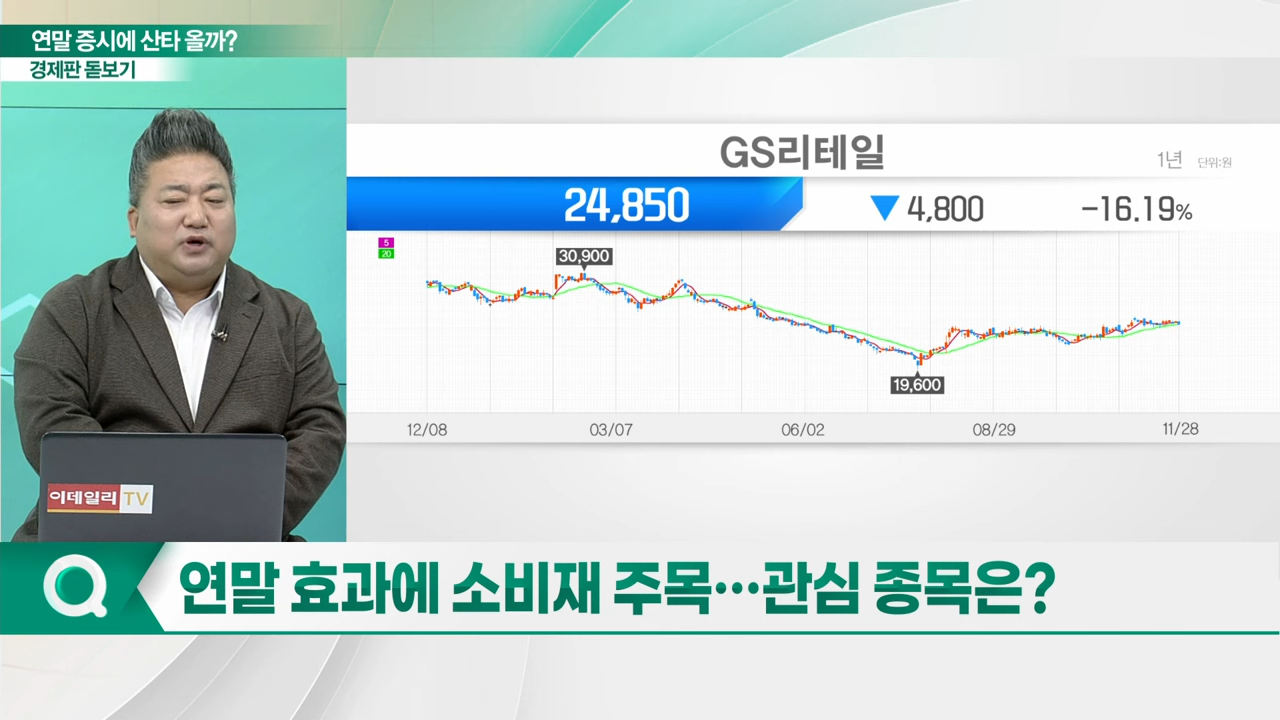 연말 증시에 산타 올까?
경제판 돋보기
GS리테일
1년 단위:원
24,850 ▼ 4,800 -16.19%
5
20
30,900
19,600
12/08 03/07 06/02 08/29 11/28
이데일리 TV
연말 효과에 소비재 주목…관심 종목은?